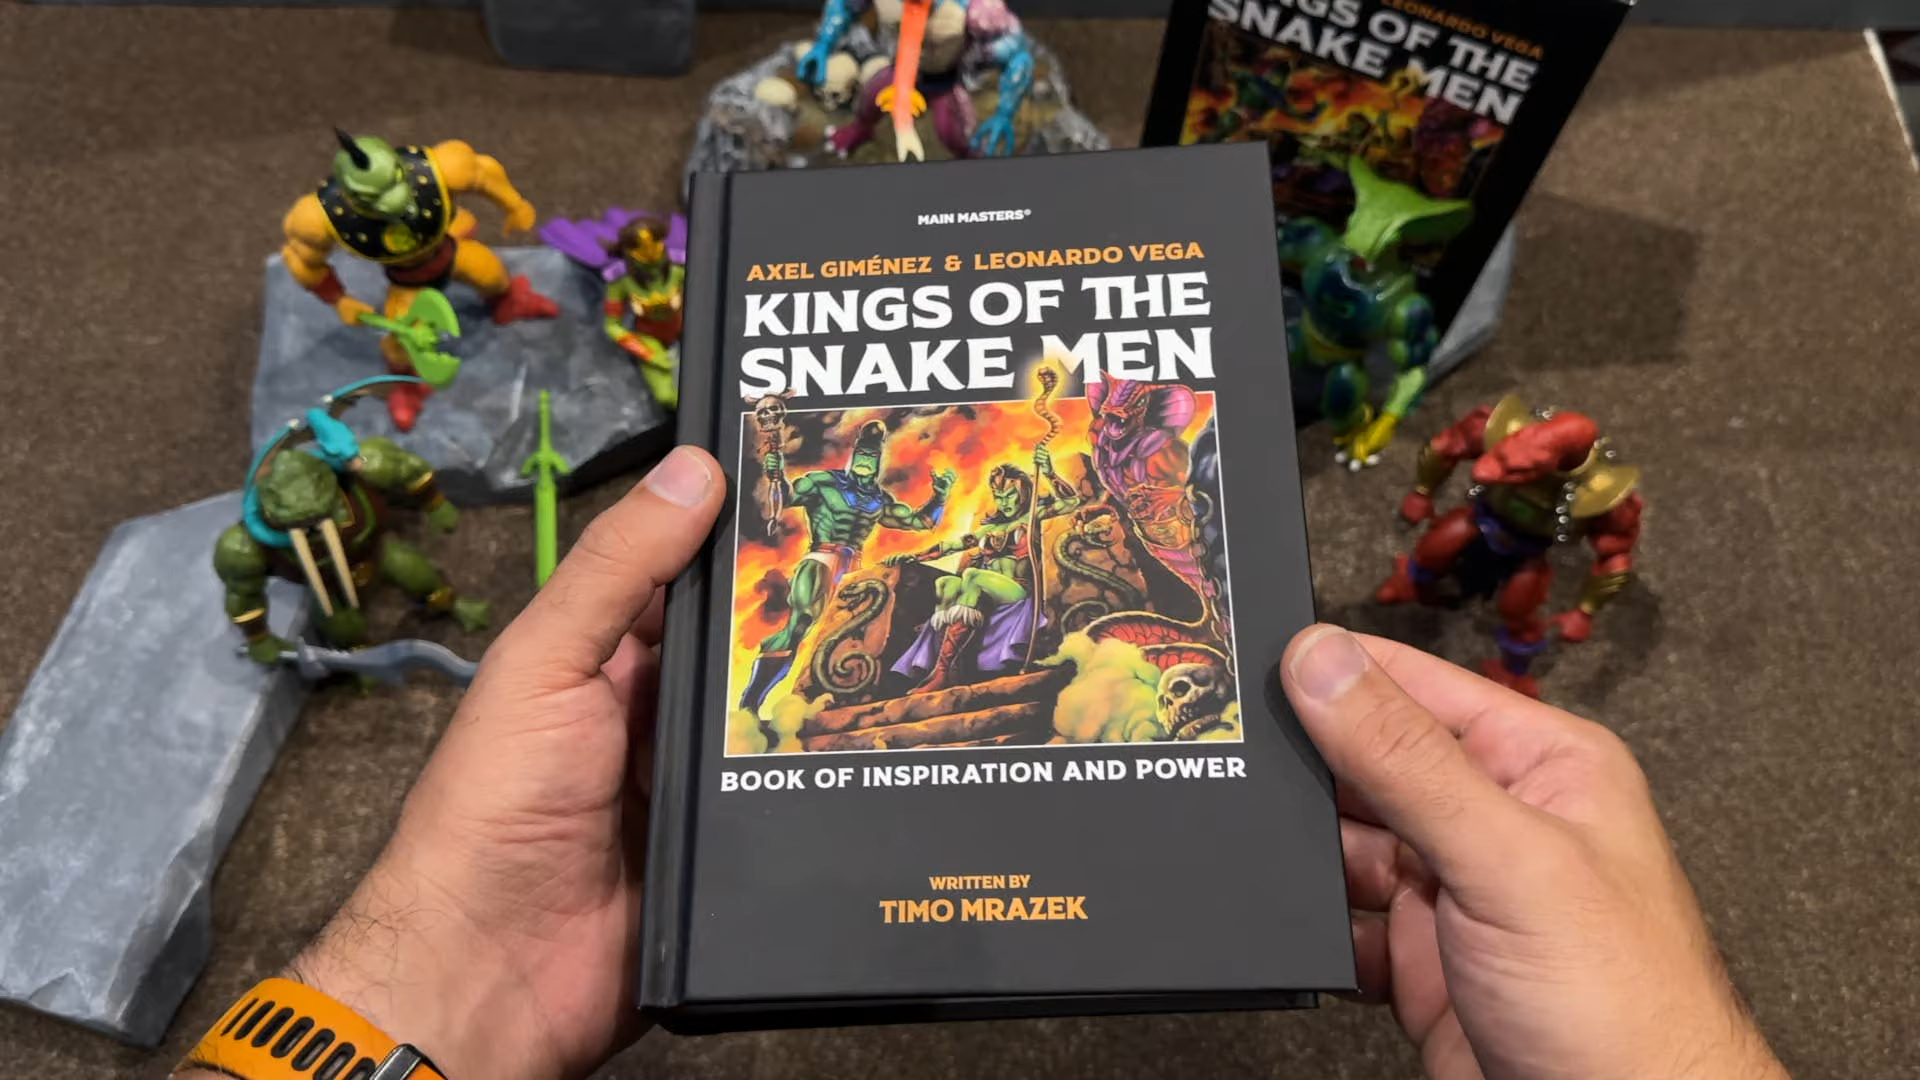 LEONARDO VEGA
NGS OF THE
SNAKE MEN
MAIN MASTERS®
AXEL GIMÉNEZ & LEONARDO VEGA
KINGS OF THE
SNAKE MEN
BOOK OF INSPIRATION AND POWER
WRITTEN BY
TIMO MRAZEK